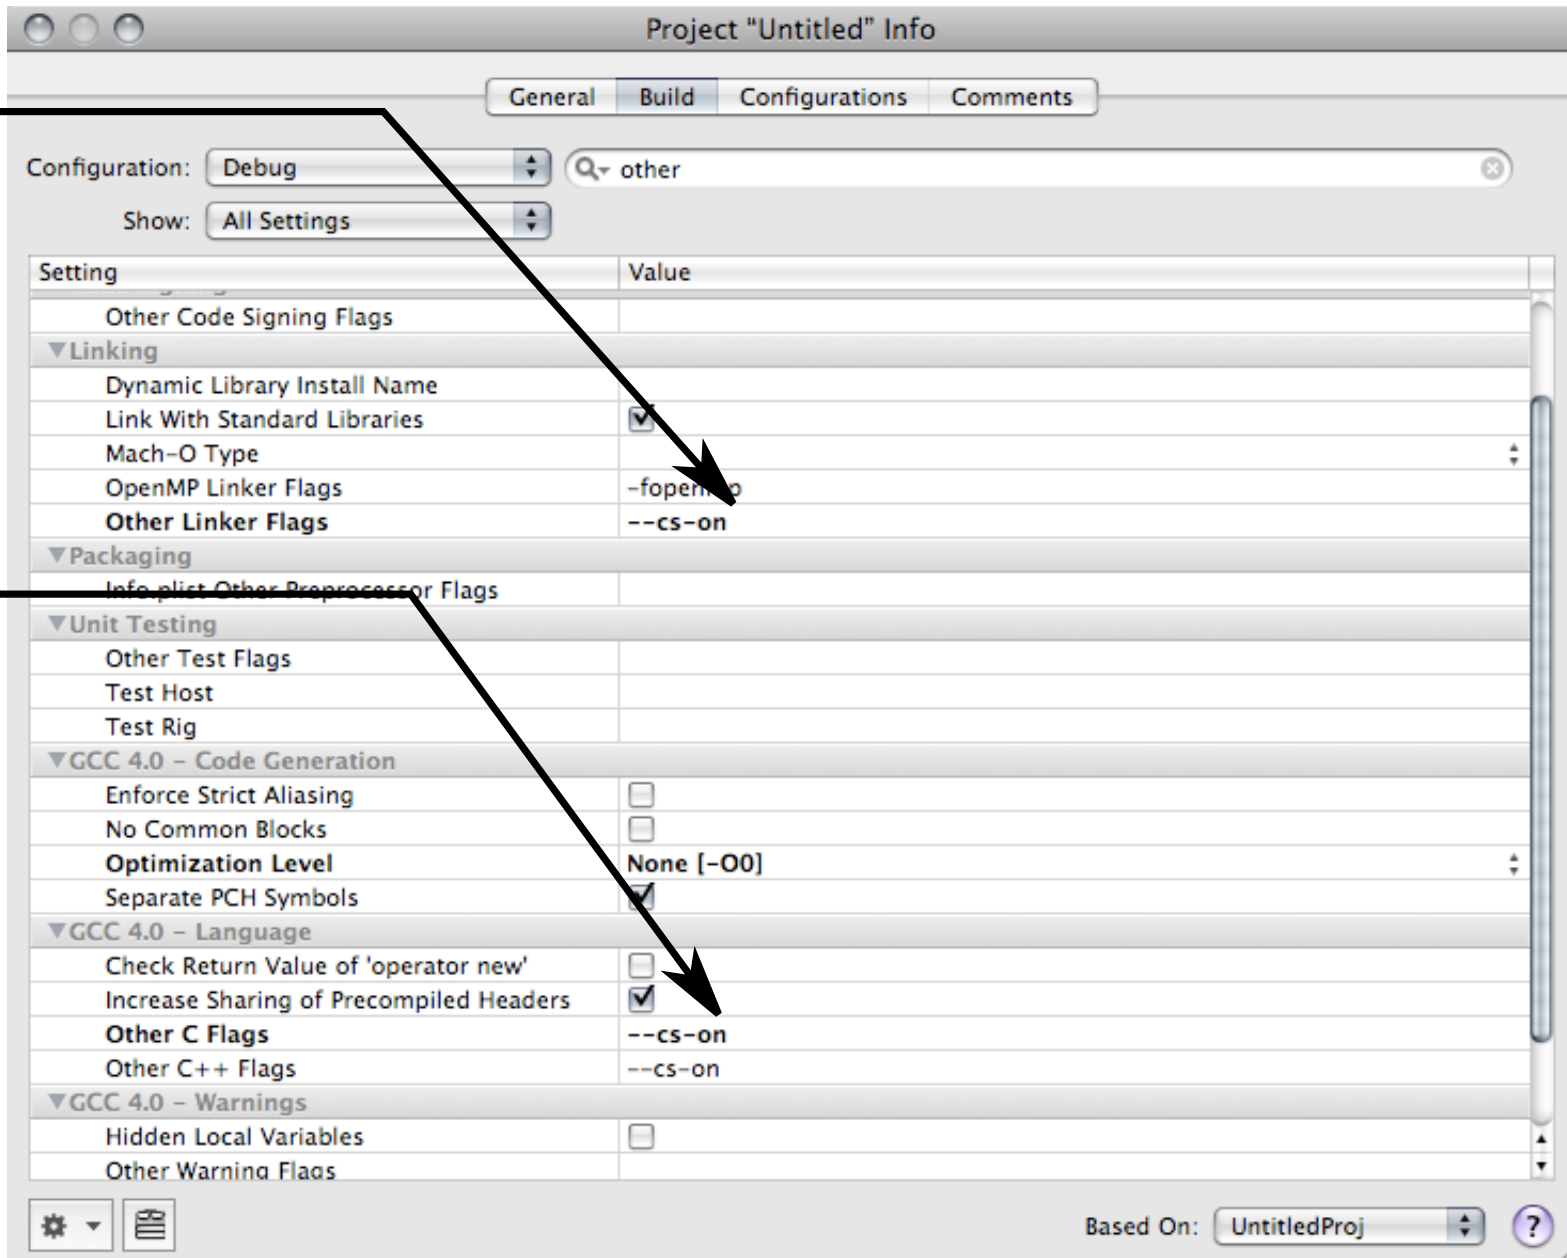 Project “Untitled” Info
General Build Configurations Comments
Configuration: Debug other
Show: All Settings
Setting Value
Other Code Signing Flags
Linking
Dynamic Library Install Name
Link With Standard Libraries
Mach-O Type
OpenMP Linker Flags
Other Linker Flags --cs-on
Packaging
Info.plist Other Preprocessor Flags
Unit Testing
Other Test Flags
Test Host
Test Rig
GCC 4.0 - Code Generation
Enforce Strict Aliasing
No Common Blocks
Optimization Level None [-O0]
Separate PCH Symbols
GCC 4.0 - Language
Check Return Value of 'operator new'
Increase Sharing of Precompiled Headers
Other C Flags --cs-on
Other C++ Flags --cs-on
GCC 4.0 - Warnings
Hidden Local Variables
Other Warning Flags
Based On: UntitledProj ?